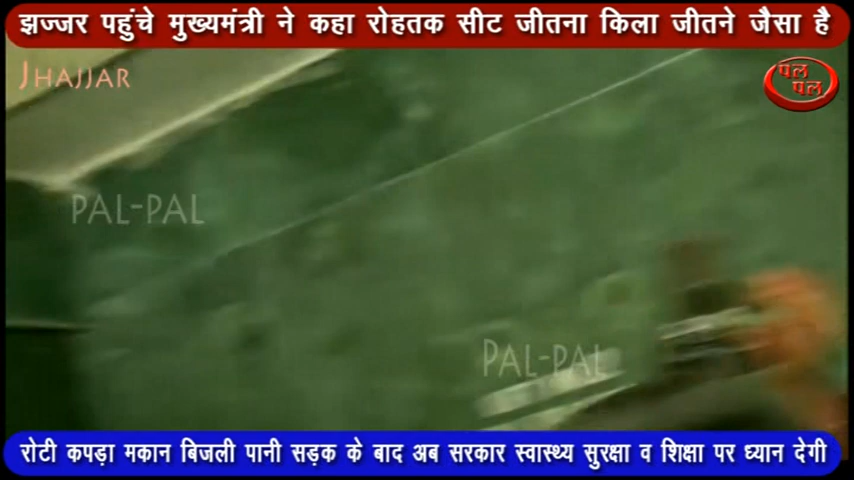 झज्जर पहुंचे मुख्यमंत्री ने कहा रोहतक सीट जीतना किला जीतने जैसा है
JHAJJAR
पल
पल
PAL-PAL
PAL-PAL
रोटी कपड़ा मकान बिजली पानी सड़क के बाद अब सरकार स्वास्थ्य सुरक्षा व शिक्षा पर ध्यान देगी